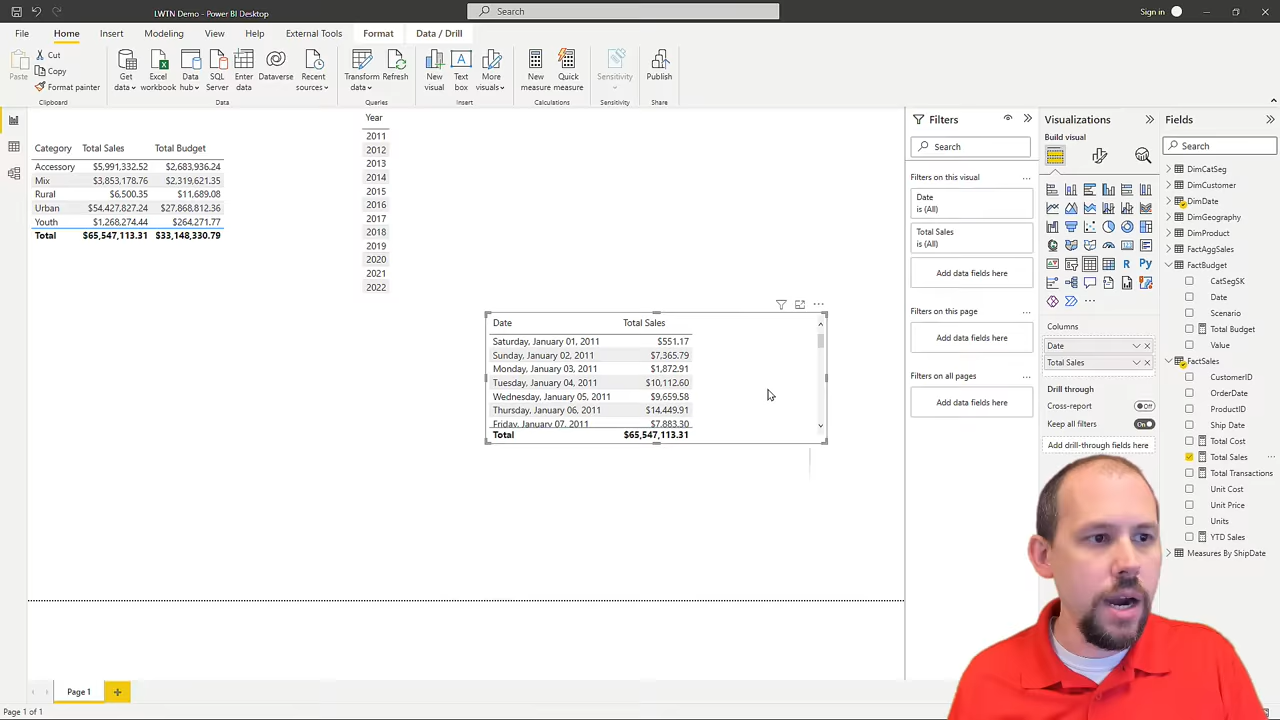 LWTN Demo - Power BI Desktop
Search
Sign in
File
Home
Insert
Modeling
View
Help
External Tools
Format
Data / Drill
Paste
Cut
Copy
Format painter
Clipboard
Get data
Excel workbook
Data hub
SQL Server
Enter data
Dataverse
Recent sources
Data
Transform data
Refresh
Queries
New visual
Text box
More visuals
Insert
New measure
Quick measure
Calculations
Sensitivity
Sensitivity
Publish
Share
Category Total Sales Total Budget
Accessory $5,991,332.52 $2,683,936.24
Mix $3,853,178.76 $2,319,621.35
Rural $6,500.35 $11,689.08
Urban $54,427,827.24 $27,868,812.36
Youth $1,268,274.44 $264,271.77
Total $65,547,113.31 $33,148,330.79
Year
2011
2012
2013
2014
2015
2016
2017
2018
2019
2020
2021
2022
Date Total Sales
Saturday, January 01, 2011 $551.17
Sunday, January 02, 2011 $7,365.79
Monday, January 03, 2011 $1,872.91
Tuesday, January 04, 2011 $10,112.60
Wednesday, January 05, 2011 $9,659.58
Thursday, January 06, 2011 $14,449.91
Friday, January 07, 2011 $7,883.30
Total $65,547,113.31
Filters
Search
Filters on this visual
Date
is (All)
Total Sales
is (All)
Add data fields here
Filters on this page
Add data fields here
Filters on all pages
Add data fields here
Visualizations
Build visual
R Py
Columns
Date
Total Sales
Drill through
Cross-report Off
Keep all filters On
Add drill-through fields here
Fields
Search
DimCatSeg
DimCustomer
DimDate
DimGeography
DimProduct
FactAggSales
FactBudget
CatSegSK
Date
Scenario
Total Budget
Value
FactSales
CustomerID
OrderDate
ProductID
Ship Date
Total Cost
Total Sales
Total Transactions
Unit Cost
Unit Price
Units
YTD Sales
Measures By ShipDate
Page 1
Page 1 of 1